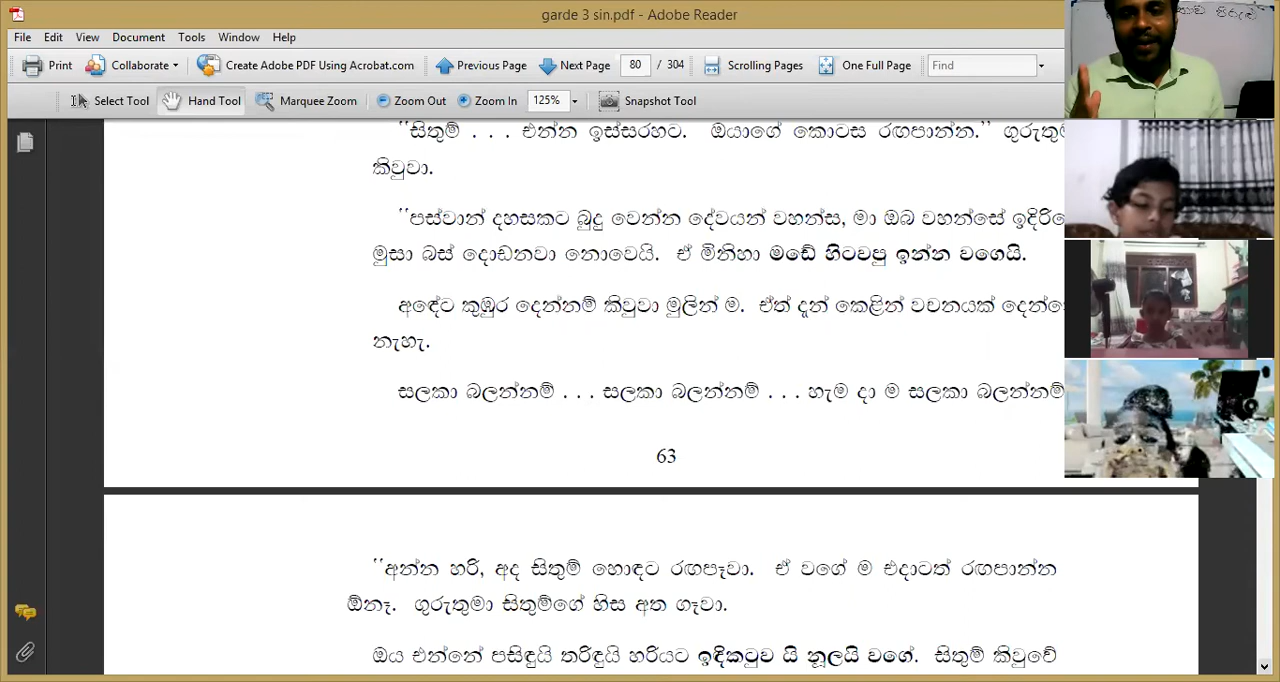 garde 3 sin.pdf - Adobe Reader
File Edit View Document Tools Window Help
Print Collaborate Create Adobe PDF Using Acrobat.com Previous Page Next Page 80 / 304 Scrolling Pages One Full Page Find
Select Tool Hand Tool Marquee Zoom Zoom Out Zoom In 125% Snapshot Tool
‘‘සිතුම් . . . එන්න ඉස්සරහට. ඔයාගේ කොටස රඟපාන්න.’’
කිවුවා.
‘‘පස්වාන් දහසකට බුදු වෙන්න දේවයන් වහන්ස, මා ඔබ වහන්සේ
මුසා බස් දොඩනවා නොවෙයි. ඒ මිනිහා මඩේ හිටවපු ඉන්න වගෙයි.
අඳේට කුඹුර දෙන්නම් කිවුවා මුලින් ම. ඒත් දැන් කෙළින් වචනයක්
නැහැ.
සලකා බලන්නම් . . . සලකා බලන්නම් . . . හැම දා ම සලකා බලන්නම්
63
‘‘අන්න හරි, අද සිතුම් හොඳට රඟපෑවා. ඒ වගේ ම එදාටත් රඟපාන්න
ඕනෑ. ගුරුතුමා සිතුම්ගේ හිස අත ගෑවා.
ඔය එන්නේ පසිඳුයි තරිඳුයි හරියට ඉඳිකටුව යි නූලයි වගේ. සිතුම් කිවුවේ